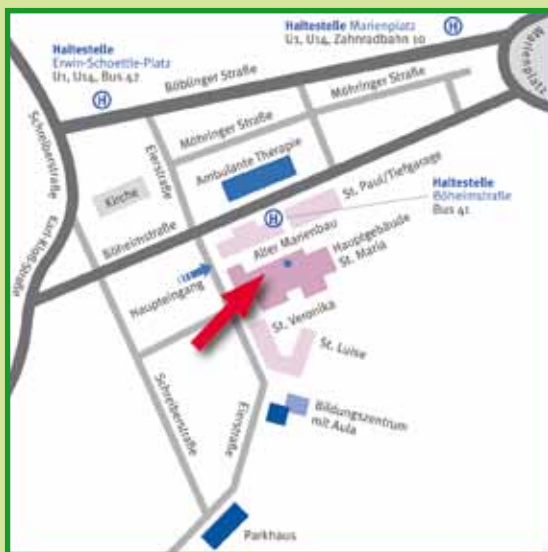 Haltestelle Marienplatz
U1, U14, Zahnradbahn 10
H
Marienplatz
Haltestelle
Erwin-Schoettle-Platz
U1, U14, Bus 42
H
Böblinger Straße
Möhringer Straße
Möhringer Straße
Schreiberstraße
Eierstraße
Ambulante Therapie
Kirche
St. Paul/Tiefgarage
Haltestelle
Böheimstraße
Bus 41
H
Karl-Kloß-Straße
Böheimstraße
Alter Marienbau
Hauptgebäude
St. Maria
Haupteingang
St. Veronika
St. Luise
Schreiberstraße
Eierstraße
Bildungszentrum
mit Aula
Parkhaus